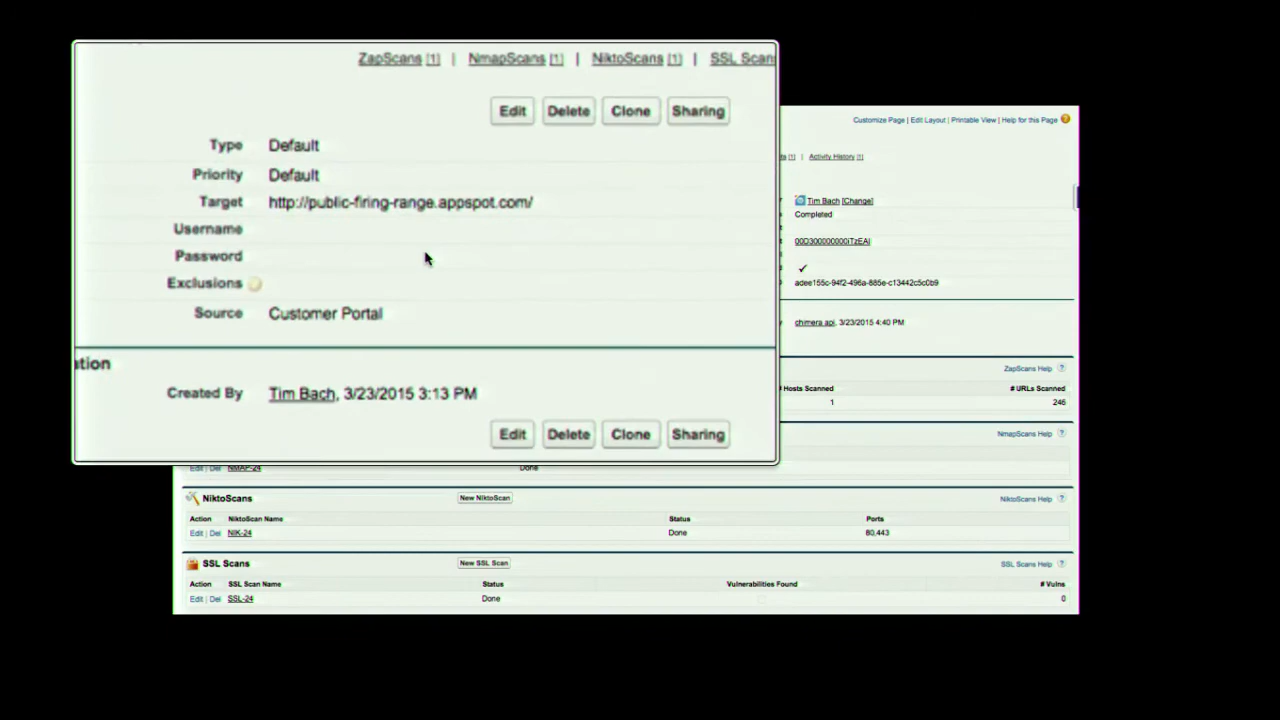 ZapScans [1] | NmapScans [1] | NiktoScans [1] | SSL Scan
Edit Delete Clone Sharing
Type Default
Priority Default
Target http://public-firing-range.appspot.com/
Username
Password
Exclusions
Source Customer Portal
ation
Created By Tim Bach, 3/23/2015 3:13 PM
Edit Delete Clone Sharing
Customize Page | Edit Layout | Printable View | Help for this Page
[1] | Activity History [1]
Tim Bach [Change]
Completed
00D300000000iTzEAI
adee155c-94f2-496a-885e-c13442c5c0b9
chimera api, 3/23/2015 4:40 PM
ZapScans Help
Hosts Scanned # URLs Scanned
1 246
NmapScans Help
Edit | Del NMAP-24 Done
NiktoScans New NiktoScan NiktoScans Help
Action NiktoScan Name Status Ports
Edit | Del NIK-24 Done 80,443
SSL Scans New SSL Scan SSL Scans Help
Action SSL Scan Name Status Vulnerabilities Found # Vulns
Edit | Del SSL-24 Done 0